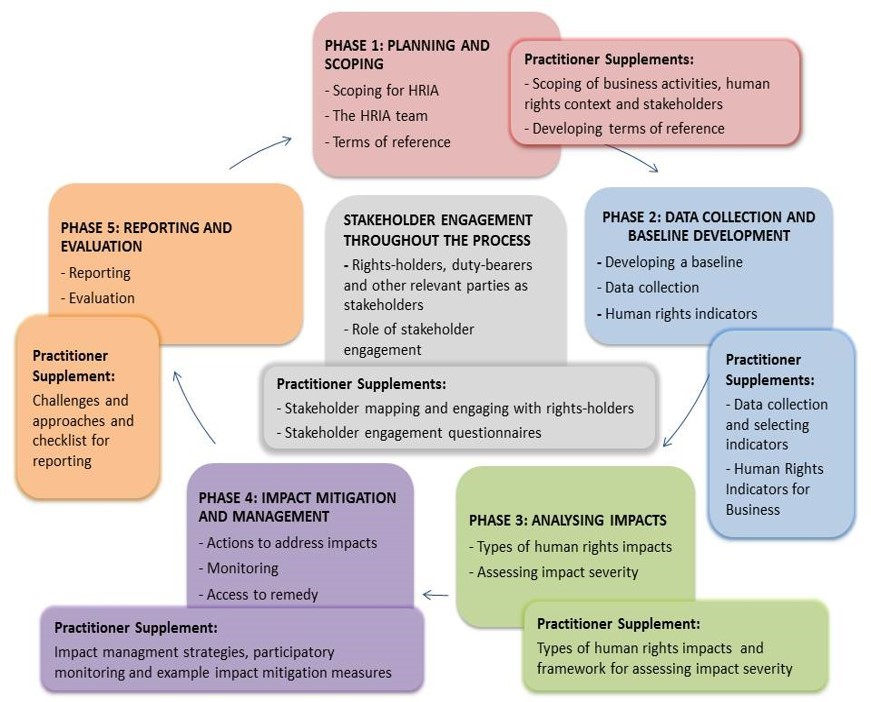 PHASE 1: PLANNING AND
SCOPING
- Scoping for HRIA
- The HRIA team
- Terms of reference
Practitioner Supplements:
- Scoping of business activities, human
rights context and stakeholders
- Developing terms of reference
PHASE 2: DATA COLLECTION AND
BASELINE DEVELOPMENT
- Developing a baseline
- Data collection
- Human rights indicators
Practitioner
Supplements:
- Data collection
and selecting
indicators
- Human Rights
Indicators for
Business
PHASE 3: ANALYSING IMPACTS
- Types of human rights impacts
- Assessing impact severity
Practitioner Supplement:
Types of human rights impacts and
framework for assessing impact severity
PHASE 4: IMPACT MITIGATION
AND MANAGEMENT
- Actions to address impacts
- Monitoring
- Access to remedy
Practitioner Supplement:
Impact managment strategies, participatory
monitoring and example impact mitigation measures
PHASE 5: REPORTING AND
EVALUATION
- Reporting
- Evaluation
Practitioner
Supplement:
Challenges and
approaches and
checklist for
reporting
STAKEHOLDER ENGAGEMENT
THROUGHOUT THE PROCESS
- Rights-holders, duty-bearers
and other relevant parties as
stakeholders
- Role of stakeholder
engagement
Practitioner Supplements:
- Stakeholder mapping and engaging with rights-holders
- Stakeholder engagement questionnaires